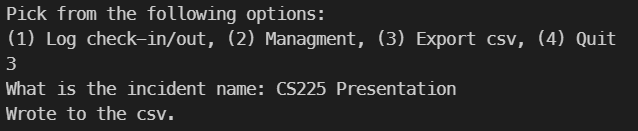 Pick from the following options:
(1) Log check-in/out, (2) Managment, (3) Export csv, (4) Quit
3
What is the incident name: CS225 Presentation
Wrote to the csv.